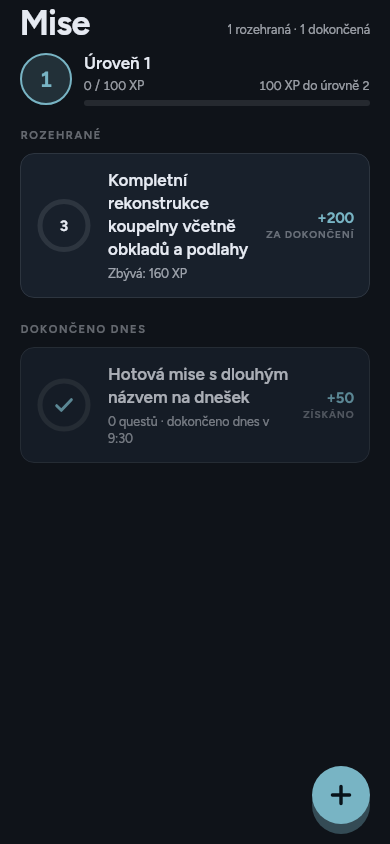 Mise
1 rozehraná · 1 dokončená
1
Úroveň 1
0 / 100 XP
100 XP do úrovně 2
ROZEHRANÉ
3
Kompletní
rekonstrukce
koupelny včetně
obkladů a podlahy
Zbývá: 160 XP
+200
ZA DOKONČENÍ
DOKONČENO DNES
Hotová mise s dlouhým
názvem na dnešek
0 questů · dokončeno dnes v
9:30
+50
ZÍSKÁNO